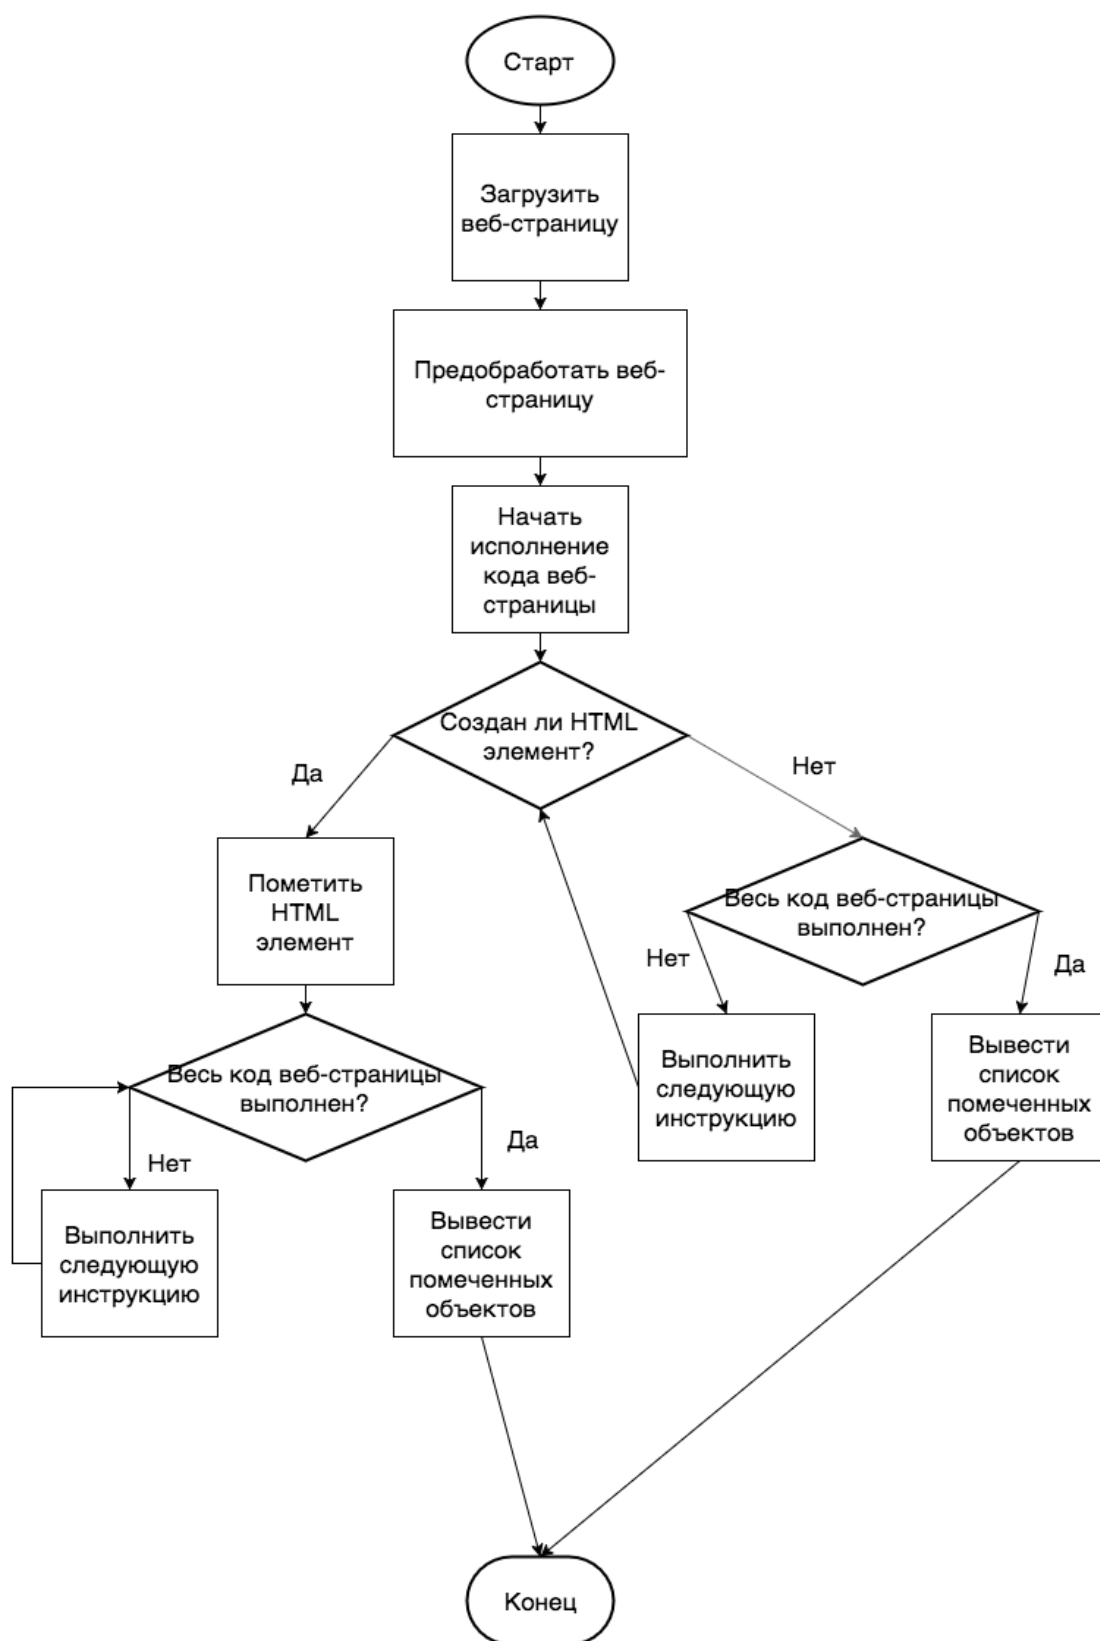 Старт
Загрузить
веб-страницу
Предобработать веб-
страницу
Начать
исполнение
кода веб-
страницы
Создан ли HTML
элемент?
Да
Нет
Пометить
HTML
элемент
Весь код веб-страницы
выполнен?
Нет
Да
Выполнить
следующую
инструкцию
Вывести
список
помеченных
объектов
Весь код веб-страницы
выполнен?
Нет
Да
Выполнить
следующую
инструкцию
Вывести
список
помеченных
объектов
Конец